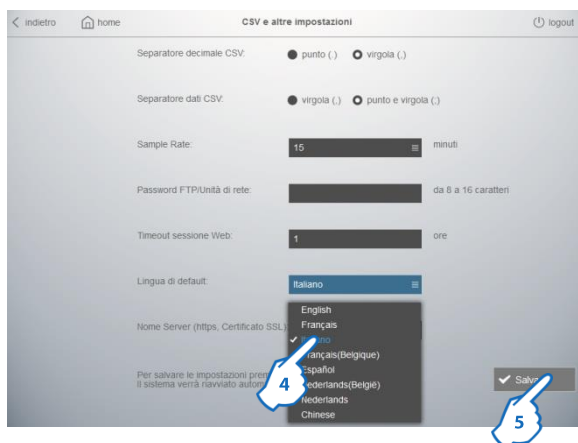 indietro home CSV e altre impostazioni logout
Separatore decimale CSV: punto (.) virgola (,)
Separatore dati CSV: virgola (,) punto e virgola (;)
Sample Rate: 15 minuti
Password FTP/Unità di rete: da 8 a 16 caratteri
Timeout sessione Web: 1 ore
Lingua di default: Italiano
English
Nome Server (https, Certificato SSL) Français
Français(Belgique)
Español
Per salvare le impostazioni
Il sistema verrà riavviato
Nederlands(België)
Nederlands
Chinese
4
5